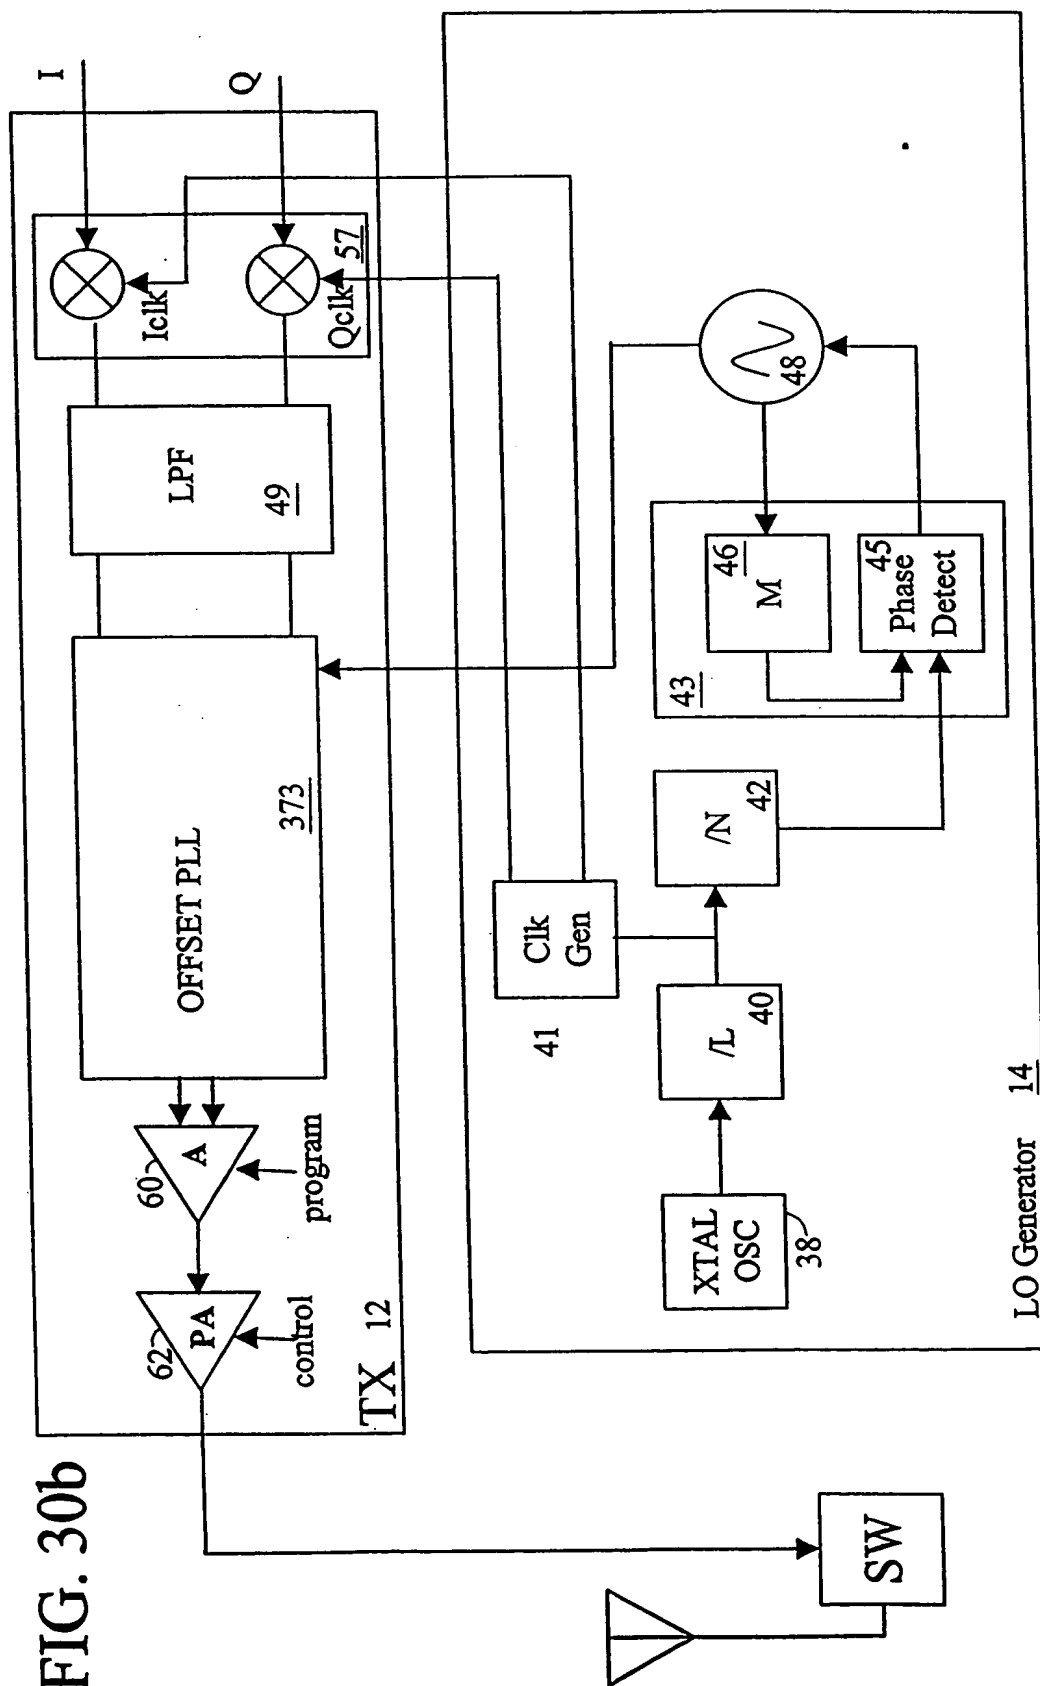 FIG. 30b
TX 12
62
PA
control
60
A
program
OFFSET PLL
373
LPF
49
Iclk
Qclk
57
I
Q
SW
LO Generator 14
XTAL
OSC
38
/L
40
41
Clk
Gen
/N
42
43
46
M
45
Phase
Detect
48